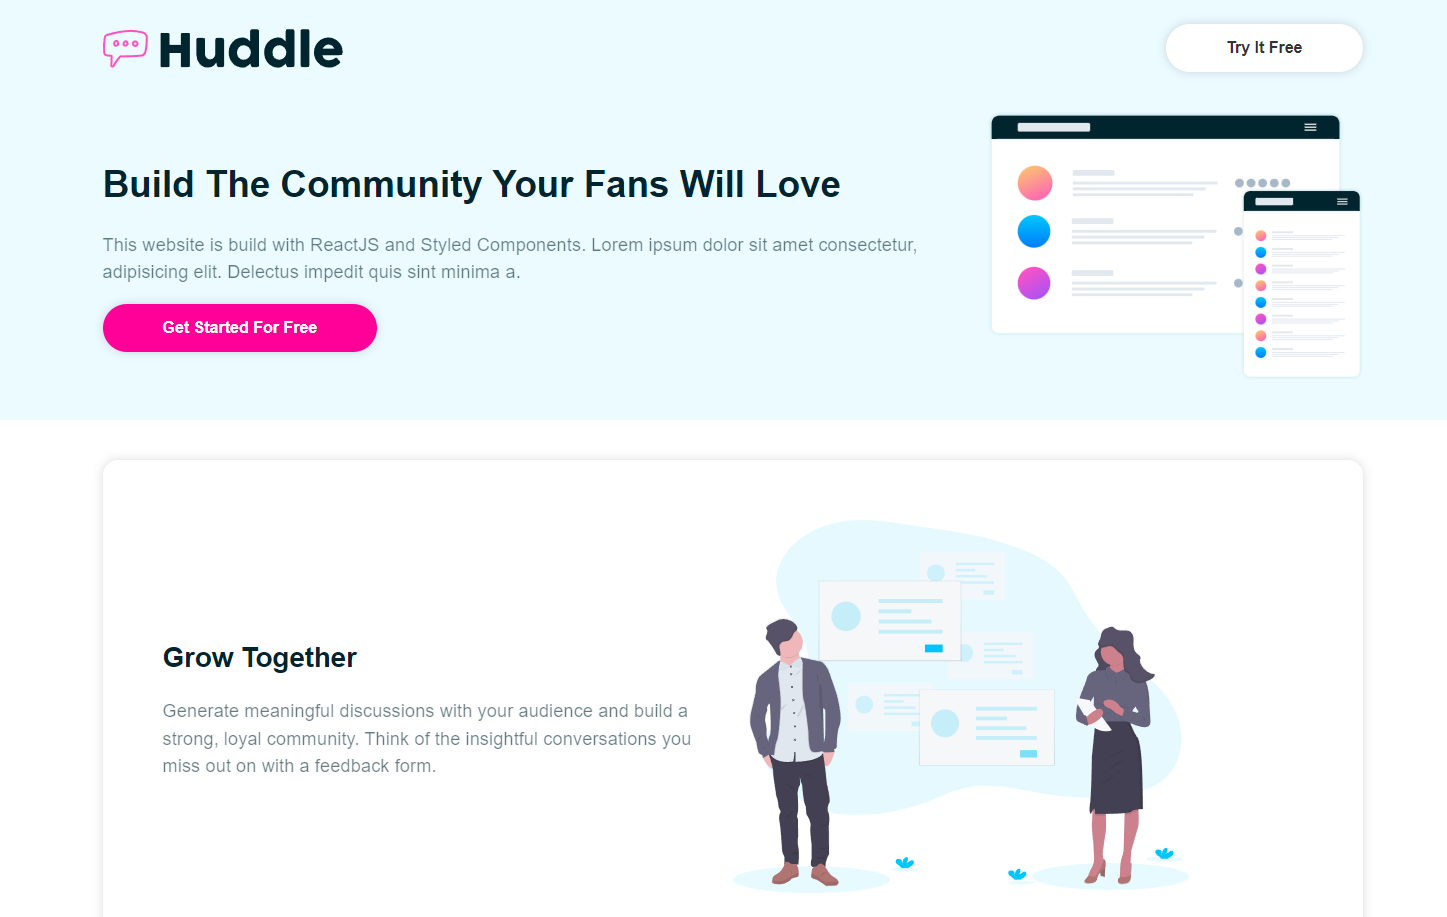 Huddle
Try It Free
Build The Community Your Fans Will Love
This website is build with ReactJS and Styled Components. Lorem ipsum dolor sit amet consectetur,
adipisicing elit. Delectus impedit quis sint minima a.
Get Started For Free
Grow Together
Generate meaningful discussions with your audience and build a
strong, loyal community. Think of the insightful conversations you
miss out on with a feedback form.